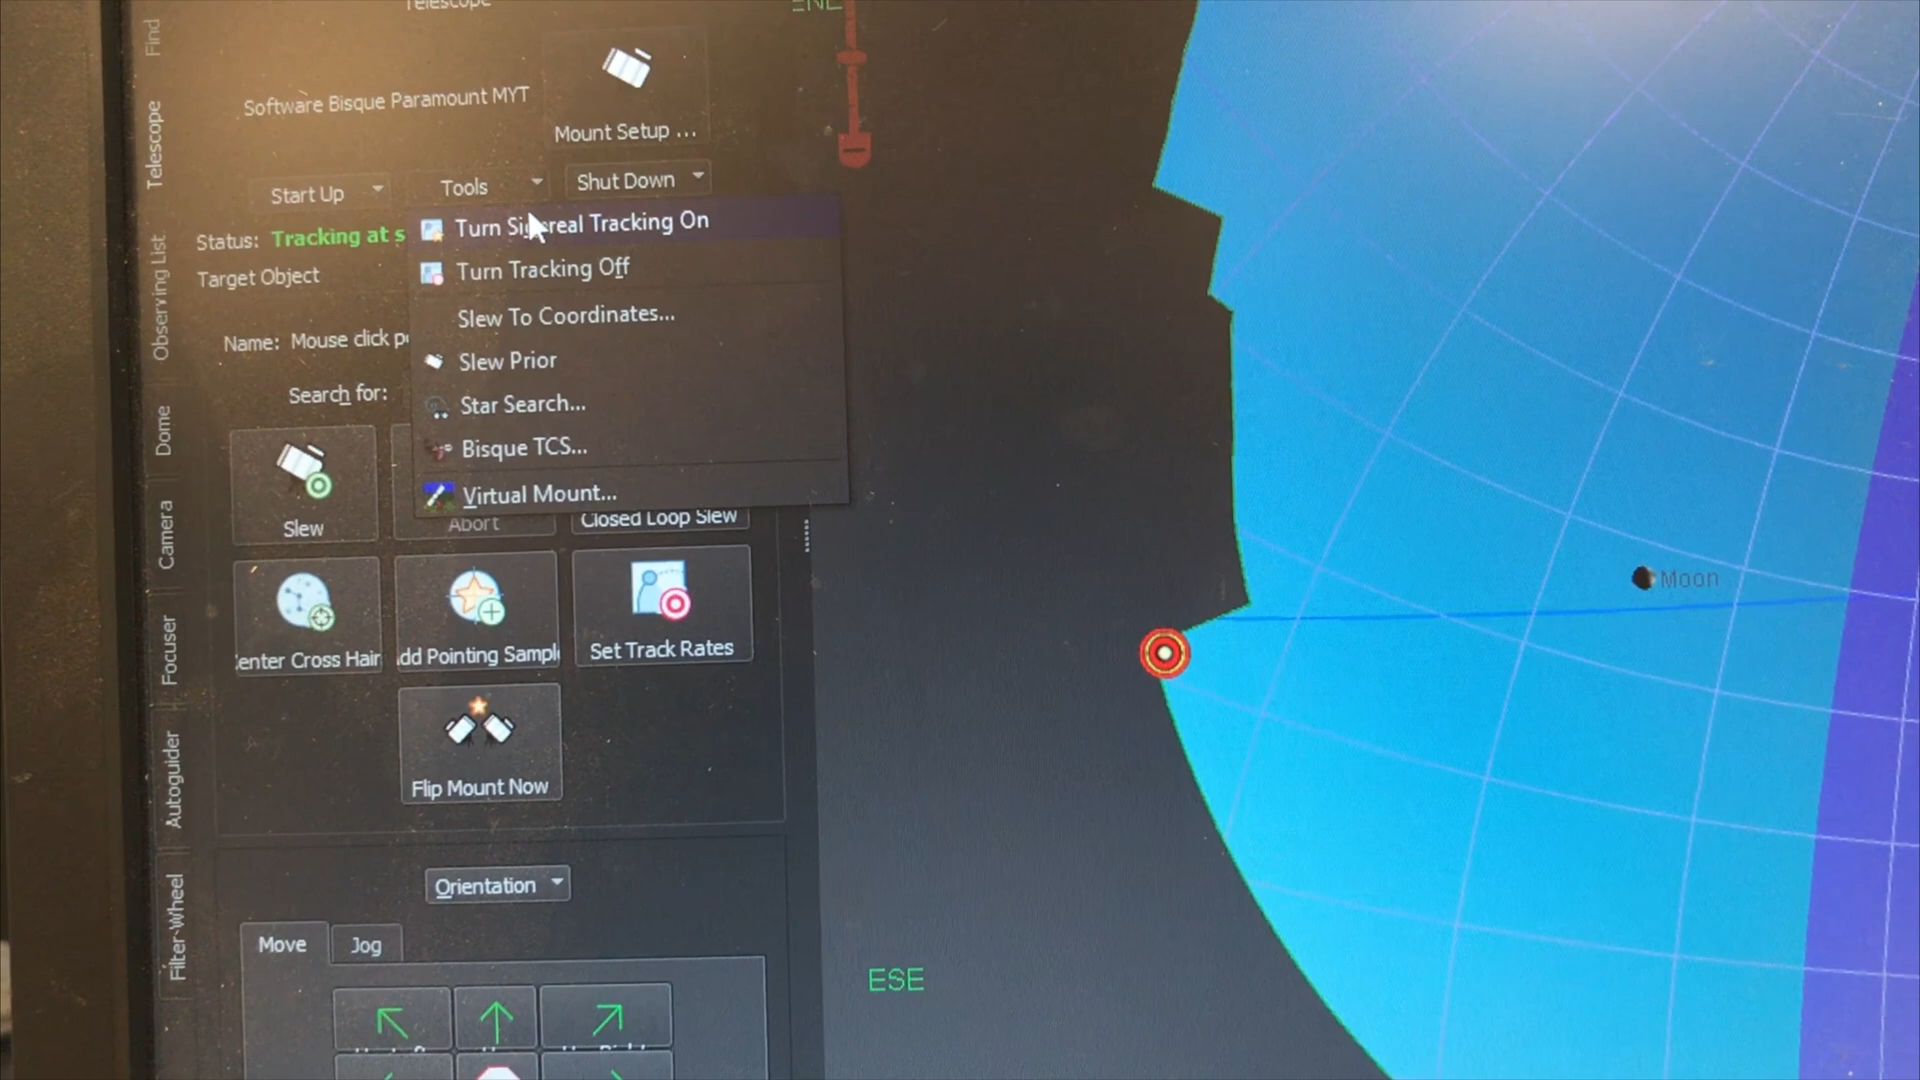 Telescope
ENE
Software Bisque Paramount MYT
Mount Setup ...
Start Up
Tools
Shut Down
Status: Tracking at s
Turn Sidereal Tracking On
Turn Tracking Off
Slew To Coordinates...
Slew Prior
Star Search...
Bisque TCS...
Virtual Mount...
Target Object
Name: Mouse click p
Search for:
Slew
Abort
Closed Loop Slew
enter Cross Hair
dd Pointing Sampl
Set Track Rates
Flip Mount Now
Orientation
Move
Jog
Find
Telescope
Observing List
Dome
Camera
Focuser
Autoguider
Filter-Wheel
Moon
ESE